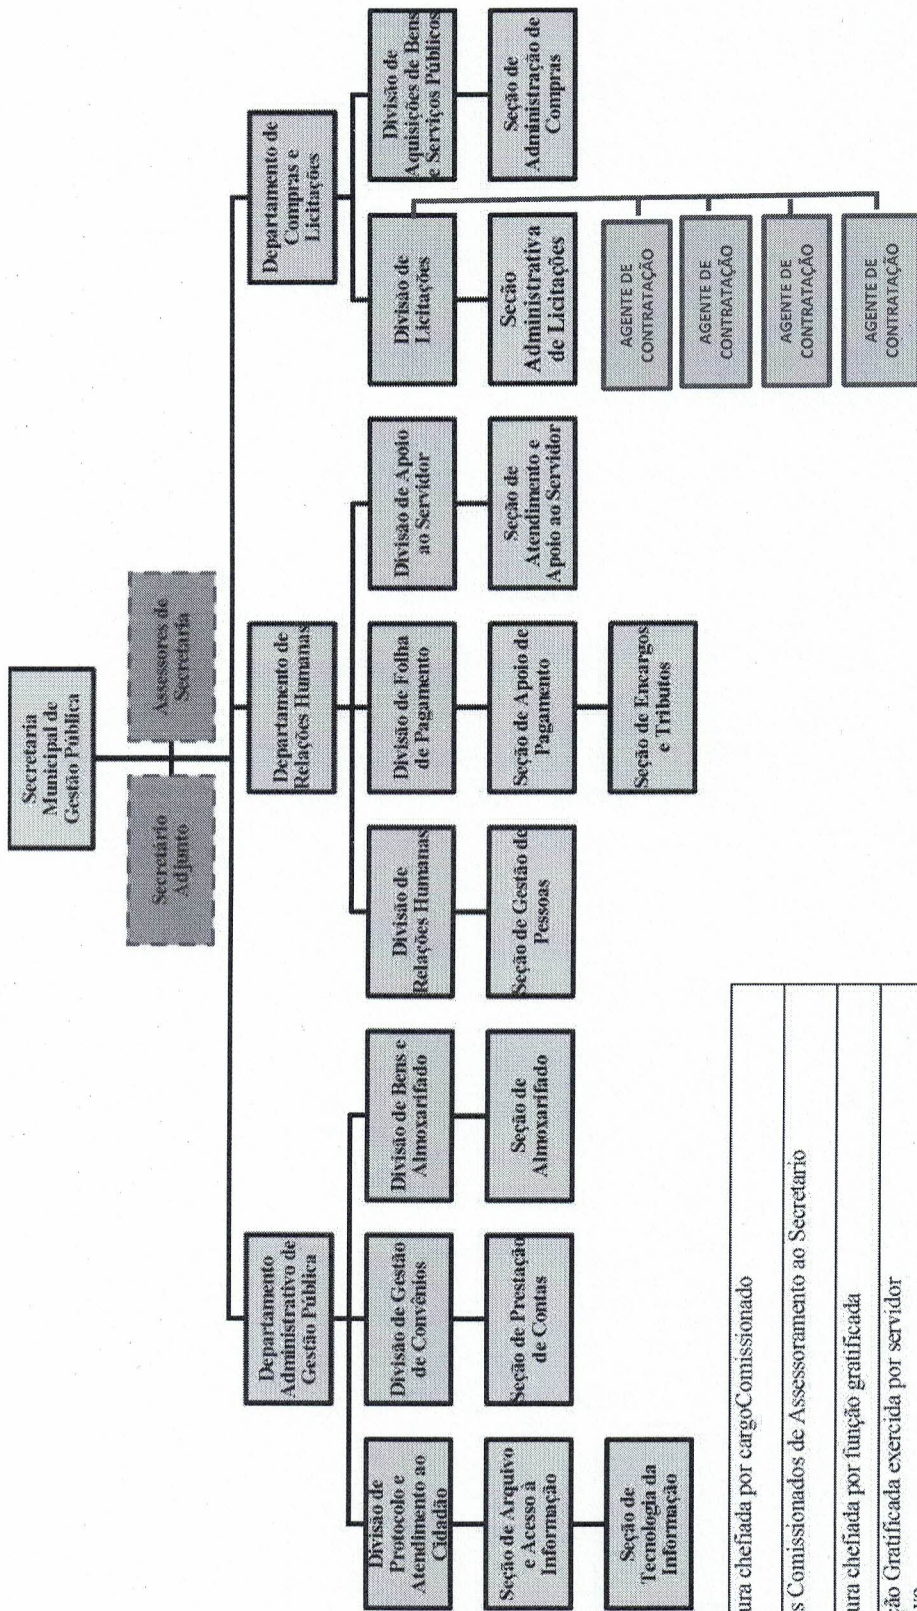 Secretaria
Municipal de
Gestão Pública
Secretário
Adjunto
Assessores de
Secretaria
Departamento
Administrativo de
Gestão Pública
Departamento de
Relações Humanas
Departamento de
Compras e
Licitações
Divisão de
Protocolo e
Atendimento ao
Cidadão
Divisão de Gestão
de Convênios
Divisão de Bens e
Almoxarifado
Divisão de
Relações Humanas
Divisão de Folha
de Pagamento
Divisão de Apoio
ao Servidor
Divisão de
Licitações
Divisão de
Aquisições de Bens
e Serviços Públicos
Seção de Arquivo
e Acesso à
Informação
Seção de Prestação
de Contas
Seção de
Almoxarifado
Seção de Gestão de
Pessoas
Seção de Apoio de
Pagamento
Seção de
Atendimento e
Apoio ao Servidor
Seção
Administrativa
de Licitações
Seção de
Administração de
Compras
Seção de
Tecnologia da
Informação
Seção de Encargos
e Tributos
AGENTE DE
CONTRATAÇÃO
AGENTE DE
CONTRATAÇÃO
AGENTE DE
CONTRATAÇÃO
AGENTE DE
CONTRATAÇÃO
ura chefiada por cargoComissionado
s Comissionados de Assessoramento ao Secretario
ura chefiada por função gratificada
ção Gratificada exercida por servidor